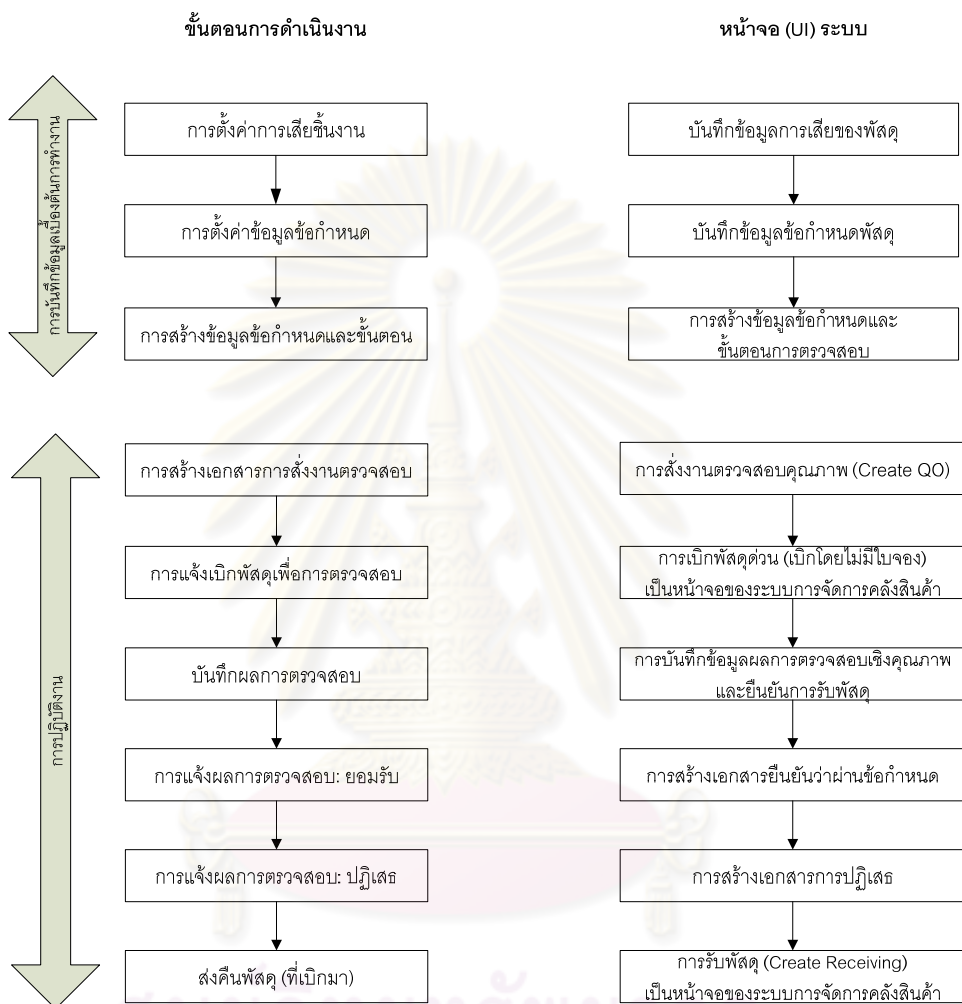 ขั้นตอนการดำเนินงาน
หน้าจอ (UI) ระบบ
การบันทึกข้อมูลเบื้องต้นการทำงาน
การตั้งค่าการเสียชิ้นงาน
บันทึกข้อมูลการเสียของพัสดุ
การตั้งค่าข้อมูลข้อกำหนด
บันทึกข้อมูลข้อกำหนดพัสดุ
การสร้างข้อมูลข้อกำหนดและขั้นตอน
การสร้างข้อมูลข้อกำหนดและ
ขั้นตอนการตรวจสอบ
การปฏิบัติงาน
การสร้างเอกสารการสั่งงานตรวจสอบ
การสั่งงานตรวจสอบคุณภาพ (Create QO)
การแจ้งเบิกพัสดุเพื่อการตรวจสอบ
การเบิกพัสดุด่วน (เบิกโดยไม่มีใบจอง)
เป็นหน้าจอของระบบการจัดการคลังสินค้า
บันทึกผลการตรวจสอบ
การบันทึกข้อมูลผลการตรวจสอบเชิงคุณภาพ
และยืนยันการรับพัสดุ
การแจ้งผลการตรวจสอบ: ยอมรับ
การสร้างเอกสารยืนยันว่าผ่านข้อกำหนด
การแจ้งผลการตรวจสอบ: ปฏิเสธ
การสร้างเอกสารการปฏิเสธ
ส่งคืนพัสดุ (ที่เบิกมา)
การรับพัสดุ (Create Receiving)
เป็นหน้าจอของระบบการจัดการคลังสินค้า